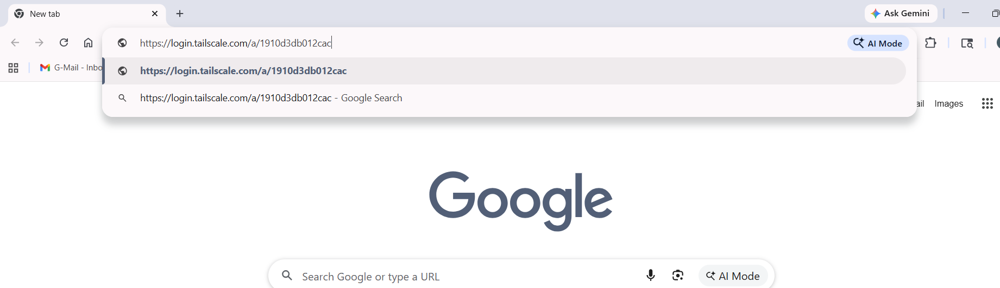 New tab
Ask Gemini
https://login.tailscale.com/a/1910d3db012cac
AI Mode
G-Mail - Inbo
https://login.tailscale.com/a/1910d3db012cac
https://login.tailscale.com/a/1910d3db012cac - Google Search
ail Images
Google
Search Google or type a URL
AI Mode